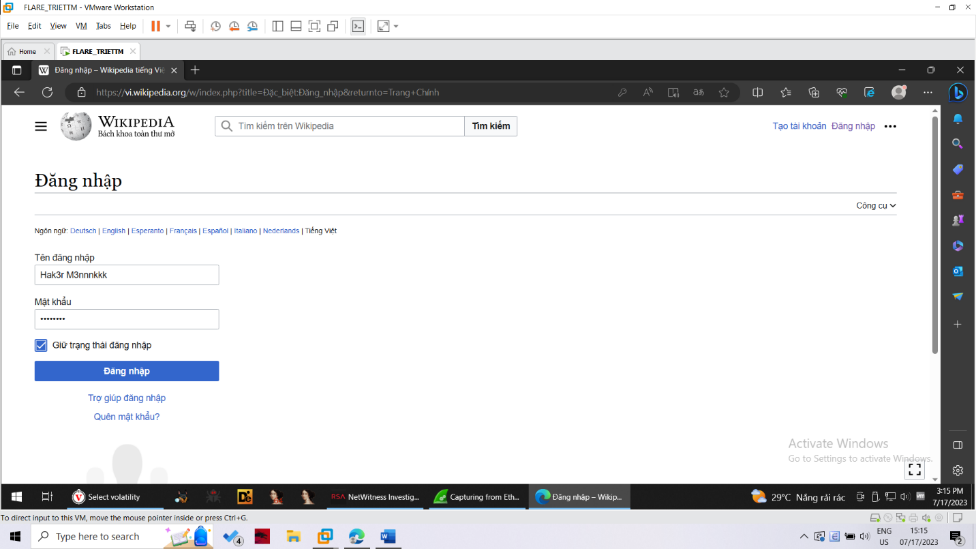 FLARE_TRIETTM - VMware Workstation
File Edit View VM Tabs Help
Home FLARE_TRIETTM
Đăng nhập – Wikipedia tiếng Việ
https://vi.wikipedia.org/w/index.php?title=Đặc_biệt:Đăng_nhập&returnto=Trang+Chính
WIKIPEDIA
Bách khoa toàn thư mở
Tìm kiếm trên Wikipedia
Tìm kiếm
Tạo tài khoản Đăng nhập
Đăng nhập
Công cụ
Ngôn ngữ: Deutsch | English | Esperanto | Français | Español | Italiano | Nederlands | Tiếng Việt
Tên đăng nhập
Hak3r M3nnnkkk
Mật khẩu
••••••••
Giữ trạng thái đăng nhập
Đăng nhập
Trợ giúp đăng nhập
Quên mật khẩu?
Activate Windows
Go to Settings to activate Windows.
Select volatility
RSA NetWitness Investig...
Capturing from Eth...
Đăng nhập – Wikip...
29°C Nắng rải rác
3:15 PM
7/17/2023
To direct input to this VM, move the mouse pointer inside or press Ctrl+G.
Type here to search
ENG
US
15:15
07/17/2023